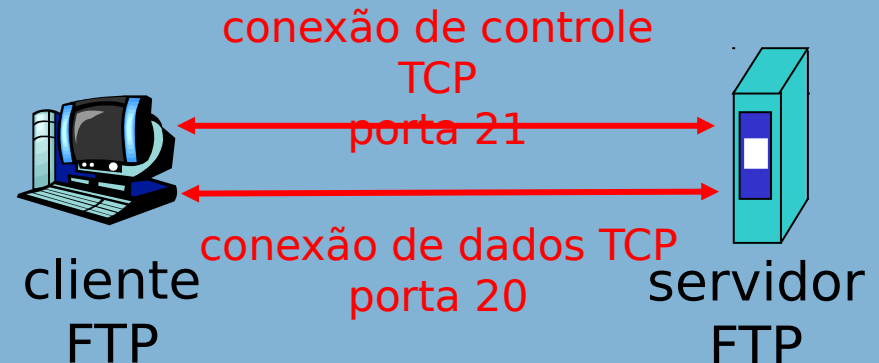 conexão de controle
TCP
porta 21
conexão de dados TCP
porta 20
cliente
FTP
servidor
FTP